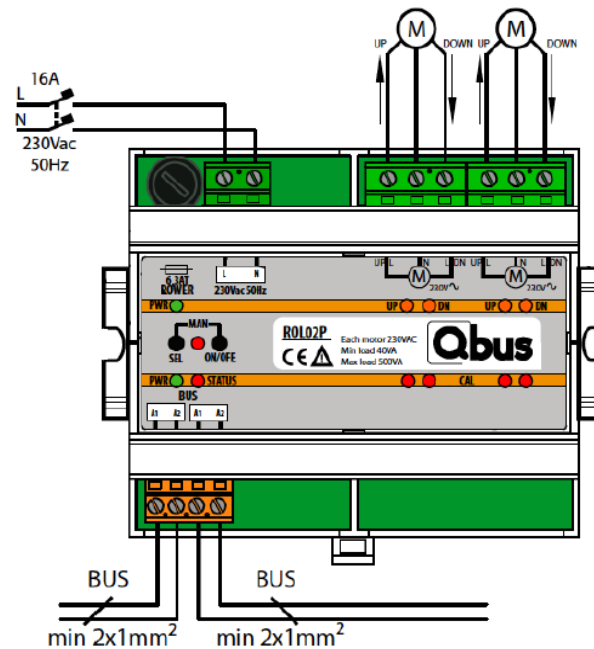 M M
UP DOWN UP DOWN
16A
L
N
230Vac
50Hz
UP L N L DN UP L N L DN
6.3AT
POWER
L N
230Vac 50Hz
M 230V~ M 230V~
PWR UP DN UP DN
MAN
SEL ON/OFF
ROL02P
CE
Each motor 230VAC
Min load 40VA
Max load 500VA
Qbus
PWR STATUS CAL
BUS
A1 A2 A1 A2
BUS BUS
min 2x1mm² min 2x1mm²